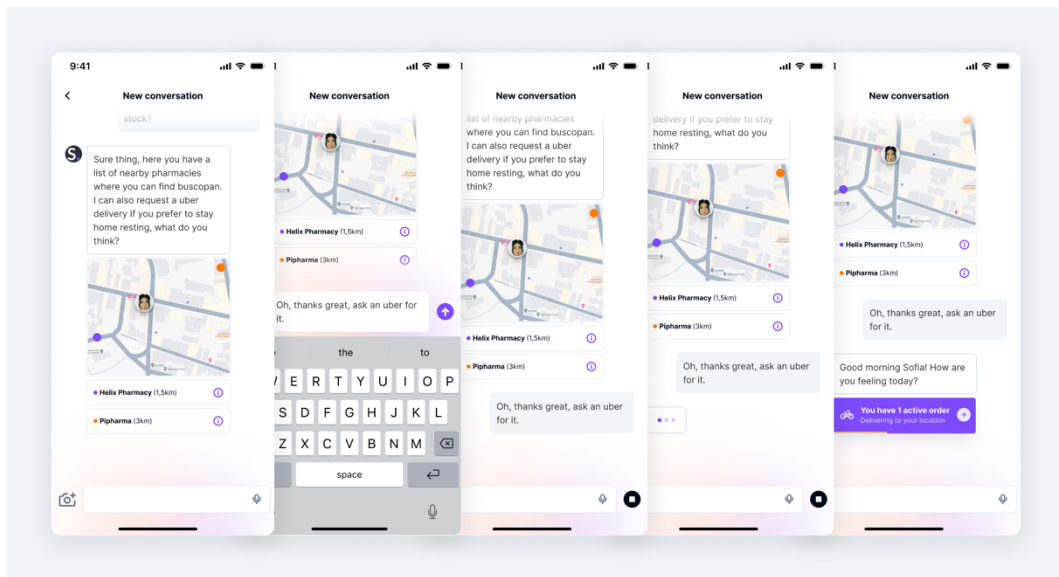 9:41
New conversation
stock?
S
Sure thing, here you have a
list of nearby pharmacies
where you can find buscopan.
I can also request a uber
delivery if you prefer to stay
home resting, what do you
think?
Helix Pharmacy (1,5km)
Pipharma (3km)
New conversation
Helix Pharmacy (1,5km)
Pipharma (3km)
Oh, thanks great, ask an uber for
it.
the
to
E R T Y U I O P
S D F G H J K L
Z X C V B N M
space
New conversation
list of nearby pharmacies
where you can find buscopan.
I can also request a uber
delivery if you prefer to stay
home resting, what do you
think?
Helix Pharmacy (1,5km)
Pipharma (3km)
Oh, thanks great, ask an uber
for it.
New conversation
delivery if you prefer to stay
home resting, what do you
think?
Helix Pharmacy (1,5km)
Pipharma (3km)
Oh, thanks great, ask an uber
for it.
New conversation
Helix Pharmacy (1,5km)
Pipharma (3km)
Oh, thanks great, ask an uber
for it.
Good morning Sofia! How are
you feeling today?
You have 1 active order
Delivering to your location